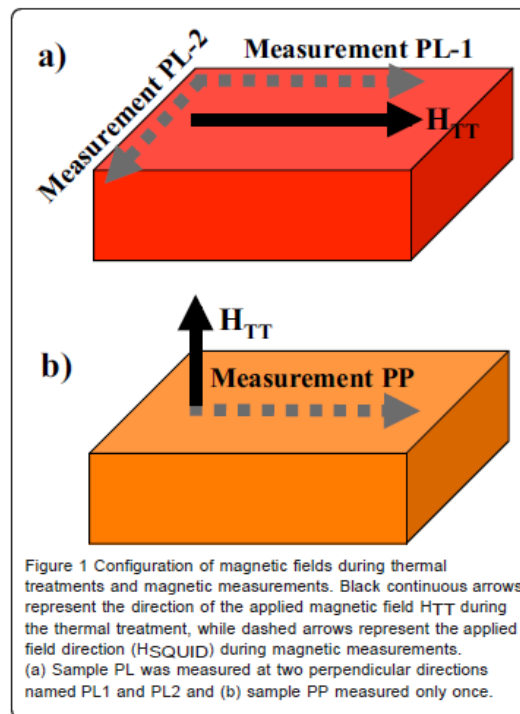 a)
Measurement PL-2
Measurement PL-1
HTT
HTT
b)
Measurement PP
Figure 1 Configuration of magnetic fields during thermal
treatments and magnetic measurements. Black continuous arrows
represent the direction of the applied magnetic field HTT during
the thermal treatment, while dashed arrows represent the applied
field direction (HSQUID) during magnetic measurements.
(a) Sample PL was measured at two perpendicular directions
named PL1 and PL2 and (b) sample PP measured only once.